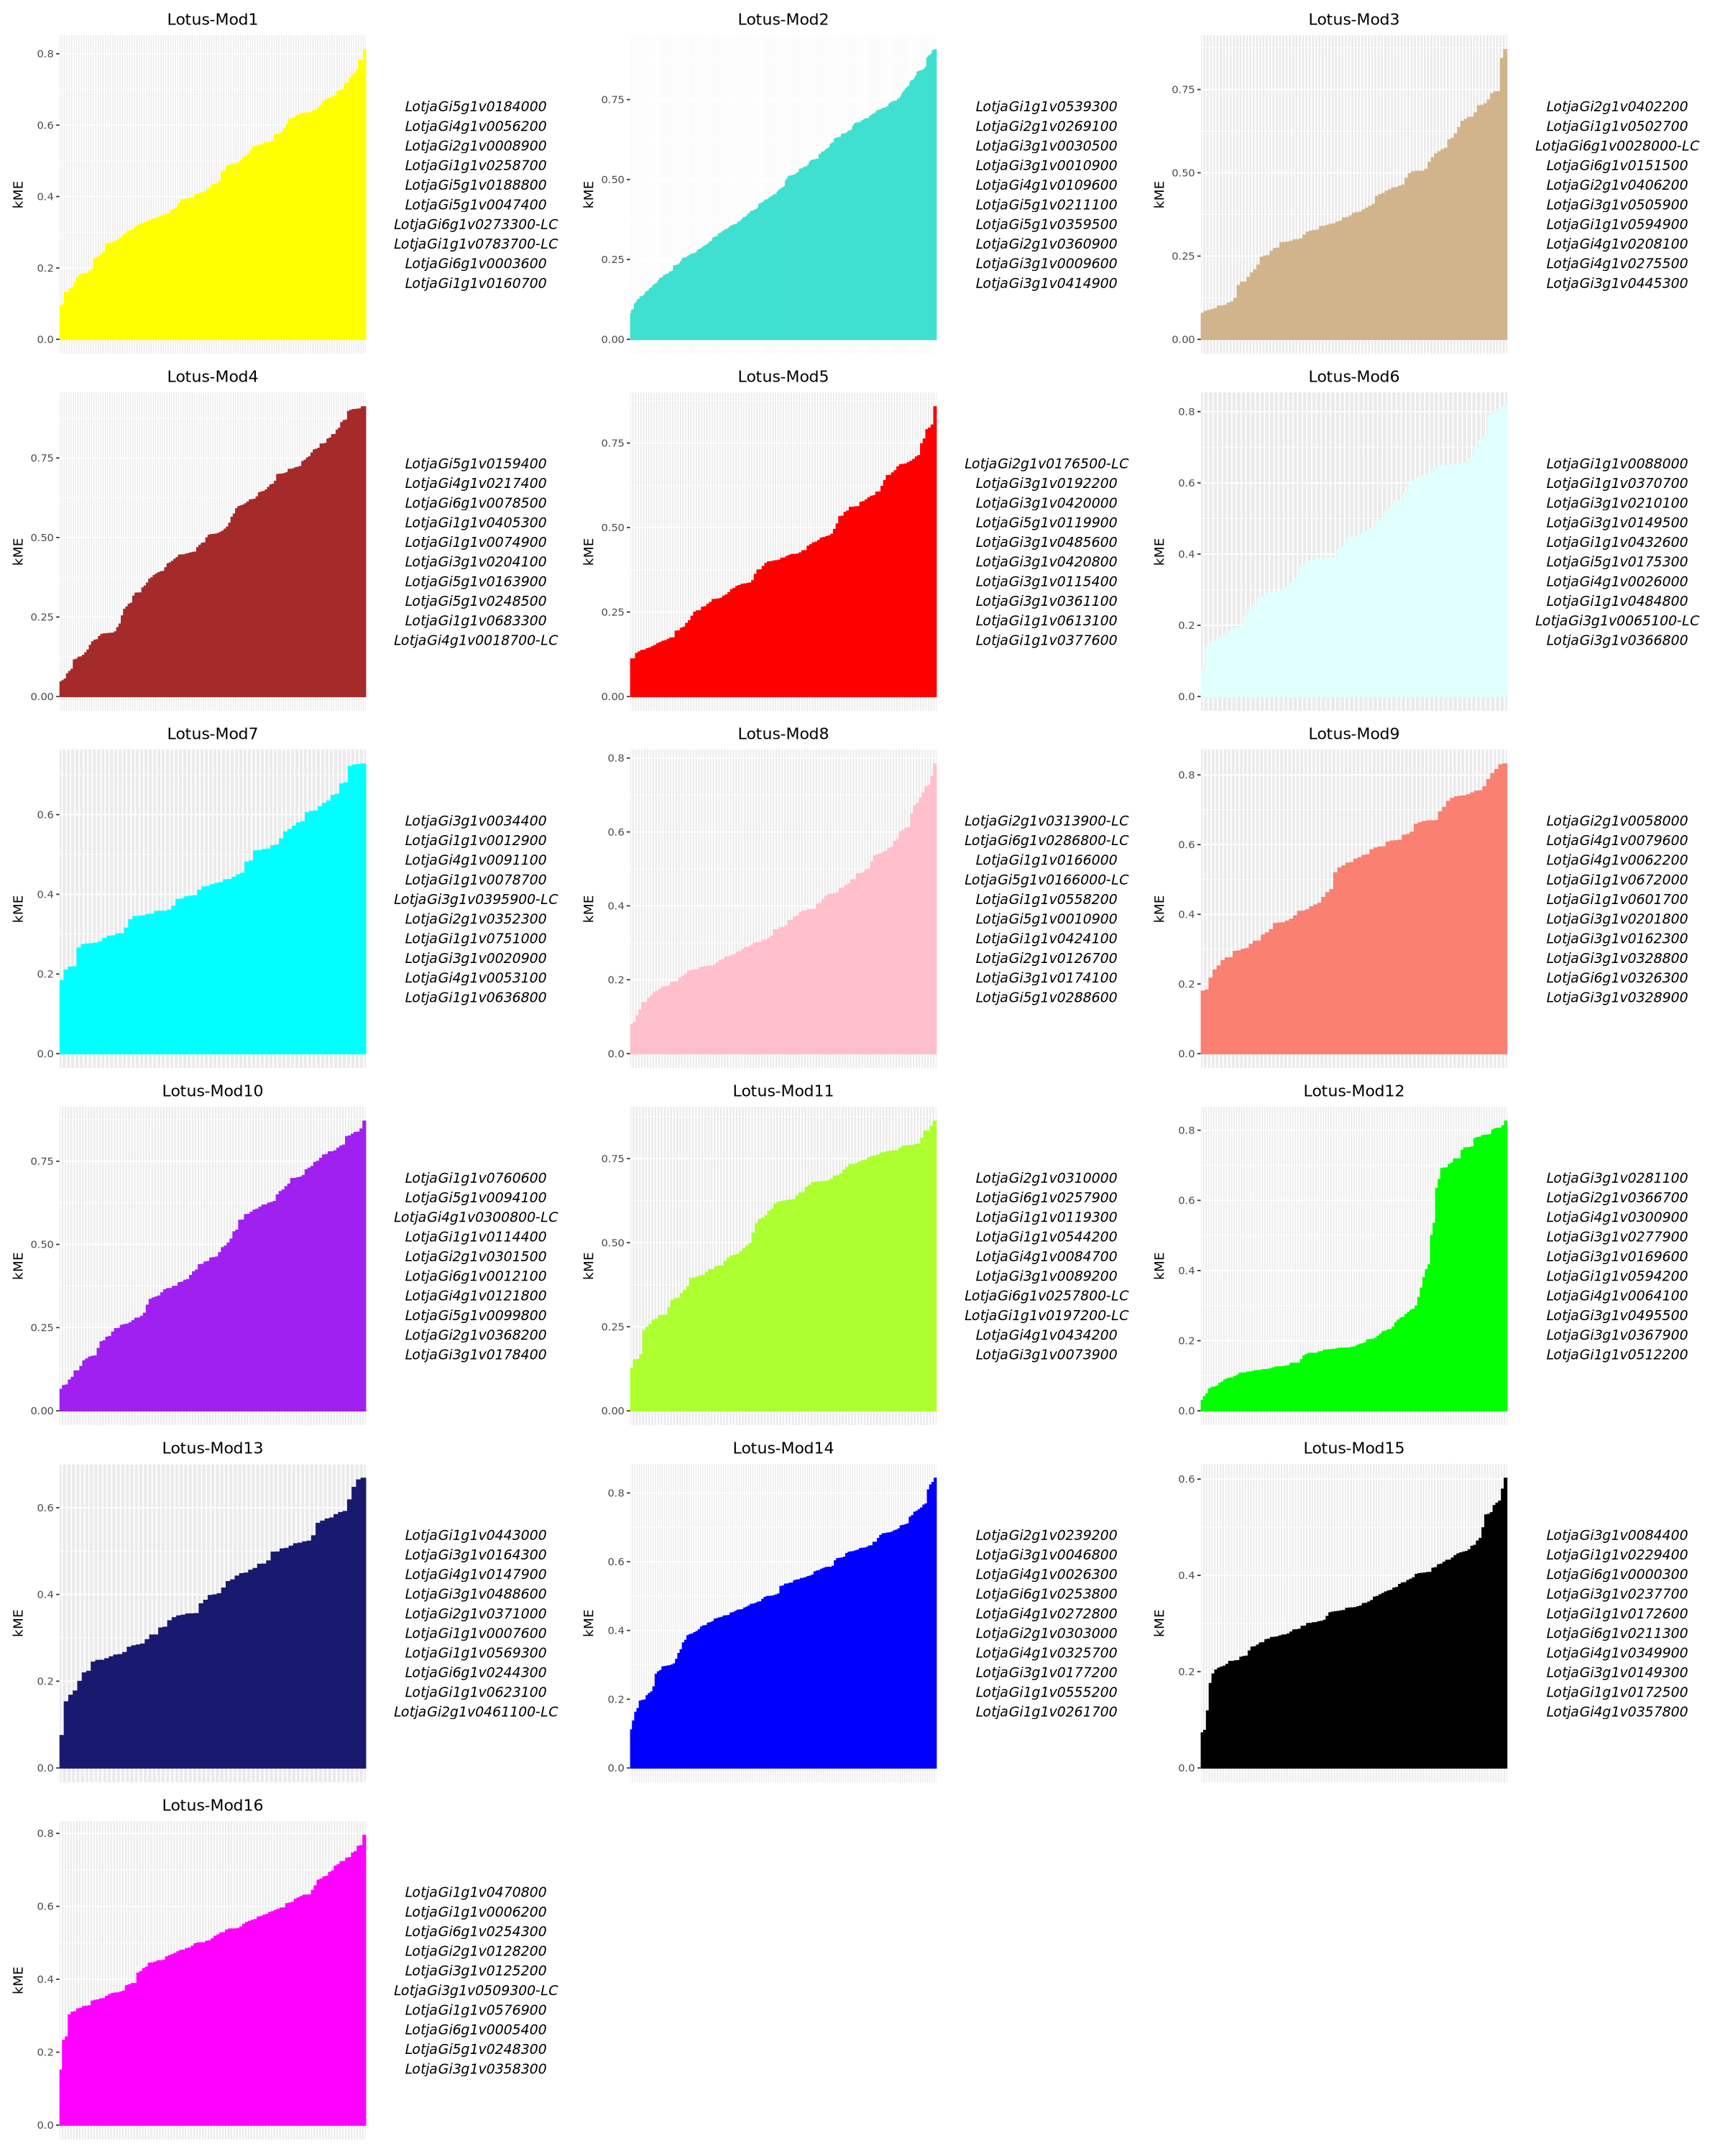 Lotus-Mod1
kME
0.8
0.6
0.4
0.2
0.0
LotjaGi5g1v0184000
LotjaGi4g1v0056200
LotjaGi2g1v0008900
LotjaGi1g1v0258700
LotjaGi5g1v0188800
LotjaGi5g1v0047400
LotjaGi6g1v0273300-LC
LotjaGi1g1v0783700-LC
LotjaGi6g1v0003600
LotjaGi1g1v0160700
Lotus-Mod2
kME
0.75
0.50
0.25
0.00
LotjaGi1g1v0539300
LotjaGi2g1v0269100
LotjaGi3g1v0030500
LotjaGi3g1v0010900
LotjaGi4g1v0109600
LotjaGi5g1v0211100
LotjaGi5g1v0359500
LotjaGi2g1v0360900
LotjaGi3g1v0009600
LotjaGi3g1v0414900
Lotus-Mod3
kME
0.75
0.50
0.25
0.00
LotjaGi2g1v0402200
LotjaGi1g1v0502700
LotjaGi6g1v0028000-LC
LotjaGi6g1v0151500
LotjaGi2g1v0406200
LotjaGi3g1v0505900
LotjaGi1g1v0594900
LotjaGi4g1v0208100
LotjaGi4g1v0275500
LotjaGi3g1v0445300
Lotus-Mod4
kME
0.75
0.50
0.25
0.00
LotjaGi5g1v0159400
LotjaGi4g1v0217400
LotjaGi6g1v0078500
LotjaGi1g1v0405300
LotjaGi1g1v0074900
LotjaGi3g1v0204100
LotjaGi5g1v0163900
LotjaGi5g1v0248500
LotjaGi1g1v0683300
LotjaGi4g1v0018700-LC
Lotus-Mod5
kME
0.75
0.50
0.25
0.00
LotjaGi2g1v0176500-LC
LotjaGi3g1v0192200
LotjaGi3g1v0420000
LotjaGi5g1v0119900
LotjaGi3g1v0485600
LotjaGi3g1v0420800
LotjaGi3g1v0115400
LotjaGi3g1v0361100
LotjaGi1g1v0613100
LotjaGi1g1v0377600
Lotus-Mod6
kME
0.8
0.6
0.4
0.2
0.0
LotjaGi1g1v0088000
LotjaGi1g1v0370700
LotjaGi3g1v0210100
LotjaGi3g1v0149500
LotjaGi1g1v0432600
LotjaGi5g1v0175300
LotjaGi4g1v0026000
LotjaGi1g1v0484800
LotjaGi3g1v0065100-LC
LotjaGi3g1v0366800
Lotus-Mod7
kME
0.6
0.4
0.2
0.0
LotjaGi3g1v0034400
LotjaGi1g1v0012900
LotjaGi4g1v0091100
LotjaGi1g1v0078700
LotjaGi3g1v0395900-LC
LotjaGi2g1v0352300
LotjaGi1g1v0751000
LotjaGi3g1v0020900
LotjaGi4g1v0053100
LotjaGi1g1v0636800
Lotus-Mod8
kME
0.8
0.6
0.4
0.2
0.0
LotjaGi2g1v0313900-LC
LotjaGi6g1v0286800-LC
LotjaGi1g1v0166000
LotjaGi5g1v0166000-LC
LotjaGi1g1v0558200
LotjaGi5g1v0010900
LotjaGi1g1v0424100
LotjaGi2g1v0126700
LotjaGi3g1v0174100
LotjaGi5g1v0288600
Lotus-Mod9
kME
0.8
0.6
0.4
0.2
0.0
LotjaGi2g1v0058000
LotjaGi4g1v0079600
LotjaGi4g1v0062200
LotjaGi1g1v0672000
LotjaGi1g1v0601700
LotjaGi3g1v0201800
LotjaGi3g1v0162300
LotjaGi3g1v0328800
LotjaGi6g1v0326300
LotjaGi3g1v0328900
Lotus-Mod10
kME
0.75
0.50
0.25
0.00
LotjaGi1g1v0760600
LotjaGi5g1v0094100
LotjaGi4g1v0300800-LC
LotjaGi1g1v0114400
LotjaGi2g1v0301500
LotjaGi6g1v0012100
LotjaGi4g1v0121800
LotjaGi5g1v0099800
LotjaGi2g1v0368200
LotjaGi3g1v0178400
Lotus-Mod11
kME
0.75
0.50
0.25
0.00
LotjaGi2g1v0310000
LotjaGi6g1v0257900
LotjaGi1g1v0119300
LotjaGi1g1v0544200
LotjaGi4g1v0084700
LotjaGi3g1v0089200
LotjaGi6g1v0257800-LC
LotjaGi1g1v0197200-LC
LotjaGi4g1v0434200
LotjaGi3g1v0073900
Lotus-Mod12
kME
0.8
0.6
0.4
0.2
0.0
LotjaGi3g1v0281100
LotjaGi2g1v0366700
LotjaGi4g1v0300900
LotjaGi3g1v0277900
LotjaGi3g1v0169600
LotjaGi1g1v0594200
LotjaGi4g1v0064100
LotjaGi3g1v0495500
LotjaGi3g1v0367900
LotjaGi1g1v0512200
Lotus-Mod13
kME
0.6
0.4
0.2
0.0
LotjaGi1g1v0443000
LotjaGi3g1v0164300
LotjaGi4g1v0147900
LotjaGi3g1v0488600
LotjaGi2g1v0371000
LotjaGi1g1v0007600
LotjaGi1g1v0569300
LotjaGi6g1v0244300
LotjaGi1g1v0623100
LotjaGi2g1v0461100-LC
Lotus-Mod14
kME
0.8
0.6
0.4
0.2
0.0
LotjaGi2g1v0239200
LotjaGi3g1v0046800
LotjaGi4g1v0026300
LotjaGi6g1v0253800
LotjaGi4g1v0272800
LotjaGi2g1v0303000
LotjaGi4g1v0325700
LotjaGi3g1v0177200
LotjaGi1g1v0555200
LotjaGi1g1v0261700
Lotus-Mod15
kME
0.6
0.4
0.2
0.0
LotjaGi3g1v0084400
LotjaGi1g1v0229400
LotjaGi6g1v0000300
LotjaGi3g1v0237700
LotjaGi1g1v0172600
LotjaGi6g1v0211300
LotjaGi4g1v0349900
LotjaGi3g1v0149300
LotjaGi1g1v0172500
LotjaGi4g1v0357800
Lotus-Mod16
kME
0.8
0.6
0.4
0.2
0.0
LotjaGi1g1v0470800
LotjaGi1g1v0006200
LotjaGi6g1v0254300
LotjaGi2g1v0128200
LotjaGi3g1v0125200
LotjaGi3g1v0509300-LC
LotjaGi1g1v0576900
LotjaGi6g1v0005400
LotjaGi5g1v0248300
LotjaGi3g1v0358300